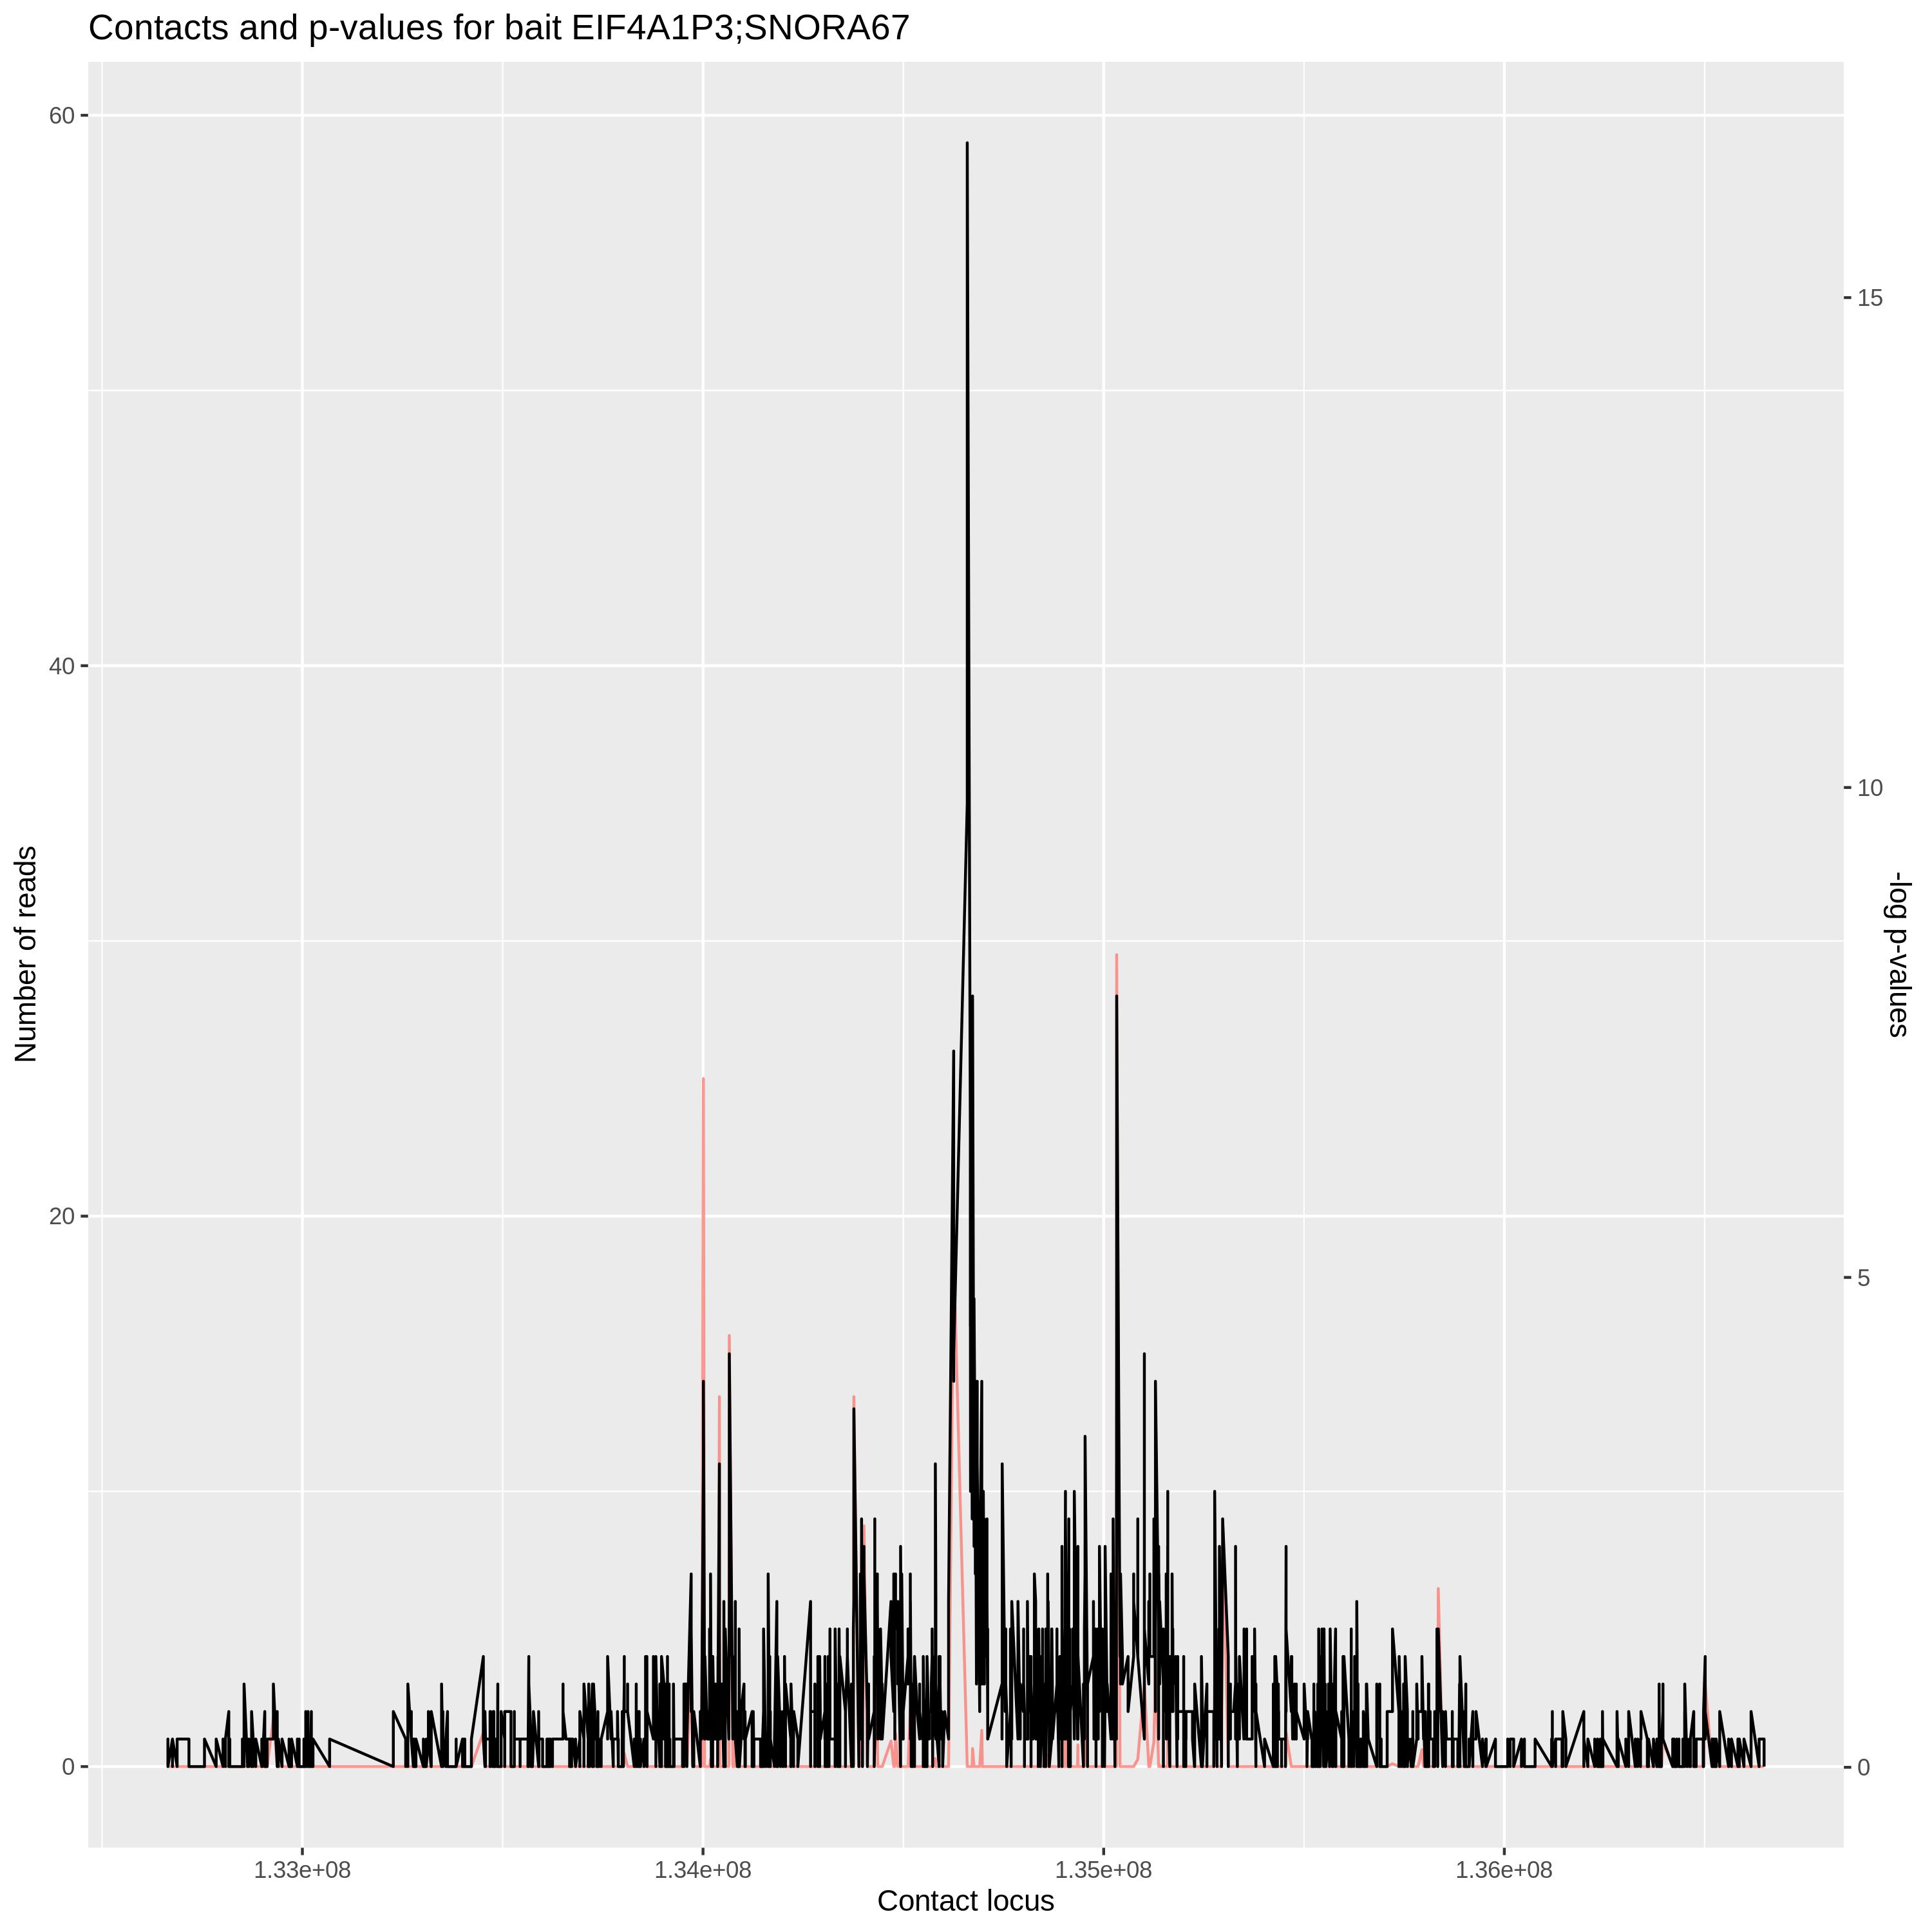 Contacts and p-values for bait EIF4A1P3;SNORA67
60
40
20
0
Number of reads
15
10
5
0
-log p-values
1.33e+08
1.34e+08
1.35e+08
1.36e+08
Contact locus